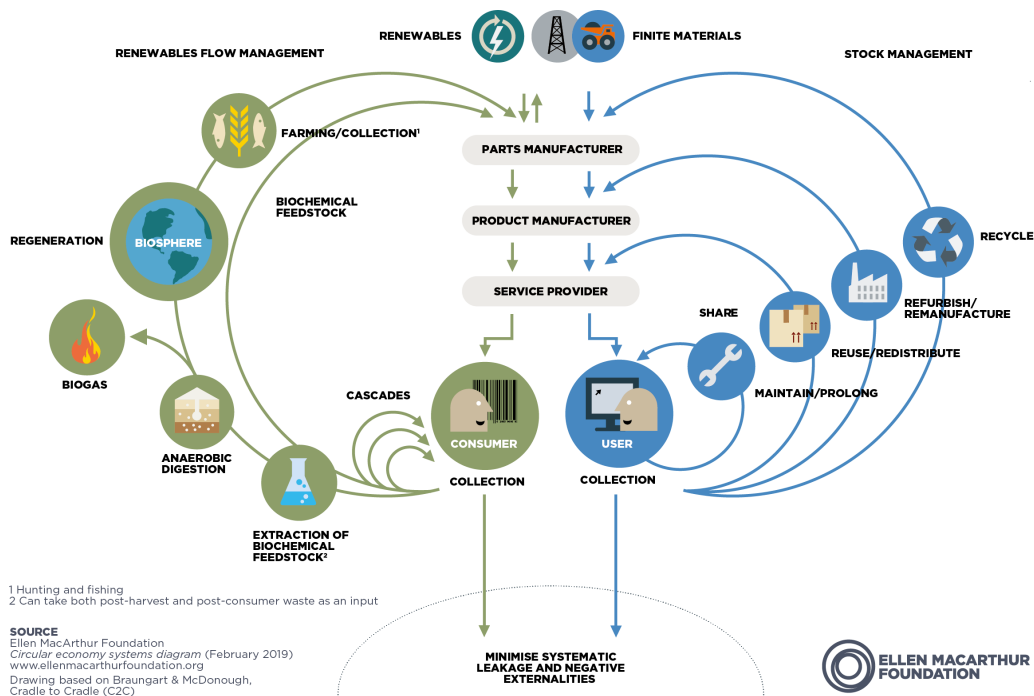 RENEWABLES
FINITE MATERIALS
RENEWABLES FLOW MANAGEMENT
STOCK MANAGEMENT
FARMING/COLLECTION¹
PARTS MANUFACTURER
BIOCHEMICAL
FEEDSTOCK
PRODUCT MANUFACTURER
REGENERATION
BIOSPHERE
RECYCLE
SERVICE PROVIDER
SHARE
REFURBISH/
REMANUFACTURE
REUSE/REDISTRIBUTE
BIOGAS
CASCADES
MAINTAIN/PROLONG
CONSUMER
USER
ANAEROBIC
DIGESTION
COLLECTION
COLLECTION
EXTRACTION OF
BIOCHEMICAL
FEEDSTOCK²
1 Hunting and fishing
2 Can take both post-harvest and post-consumer waste as an input
SOURCE
Ellen MacArthur Foundation
Circular economy systems diagram (February 2019)
www.ellenmacarthurfoundation.org
Drawing based on Braungart & McDonough,
Cradle to Cradle (C2C)
MINIMISE SYSTEMATIC
LEAKAGE AND NEGATIVE
EXTERNALITIES
ELLEN MACARTHUR
FOUNDATION